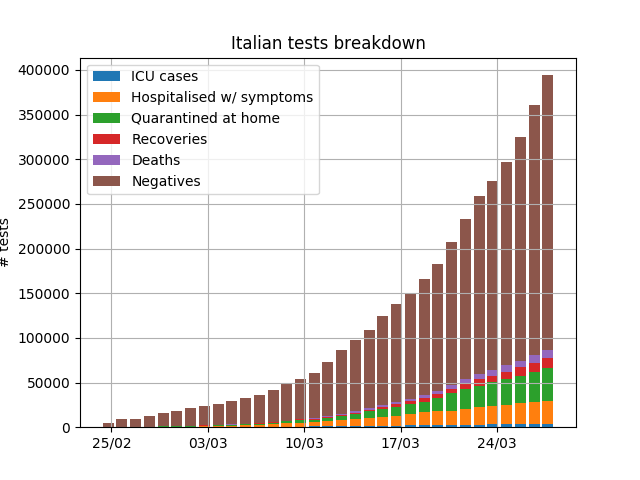 Italian tests breakdown
ICU cases
Hospitalised w/ symptoms
Quarantined at home
Recoveries
Deaths
Negatives
# tests
400000
350000
300000
250000
200000
150000
100000
50000
0
25/02
03/03
10/03
17/03
24/03